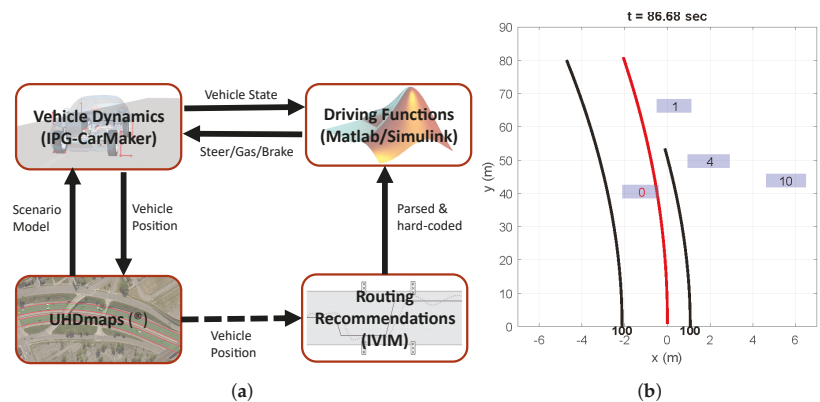 Vehicle Dynamics
(IPG-CarMaker)
Vehicle State
Steer/Gas/Brake
Driving Functions
(Matlab/Simulink)
Scenario
Model
Vehicle
Position
Parsed &
hard-coded
UHDmaps (®)
Vehicle
Position
Routing
Recommendations
(IVIM)
(a)
t = 86.68 sec
90
80
70
60
50
40
30
20
10
0
y (m)
1
4
10
0
100
100
-6
-4
-2
0
2
4
6
x (m)
(b)